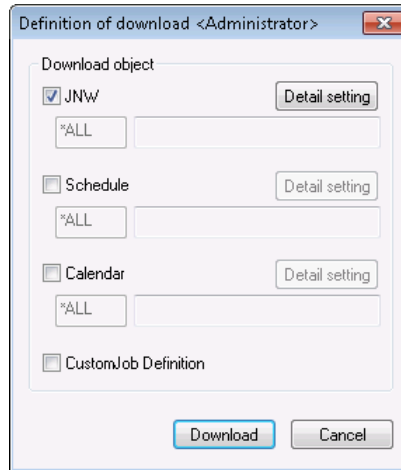 Definition of download <Administrator>
Download object
JNW Detail setting
*ALL
Schedule Detail setting
*ALL
Calendar Detail setting
*ALL
CustomJob Definition
Download Cancel